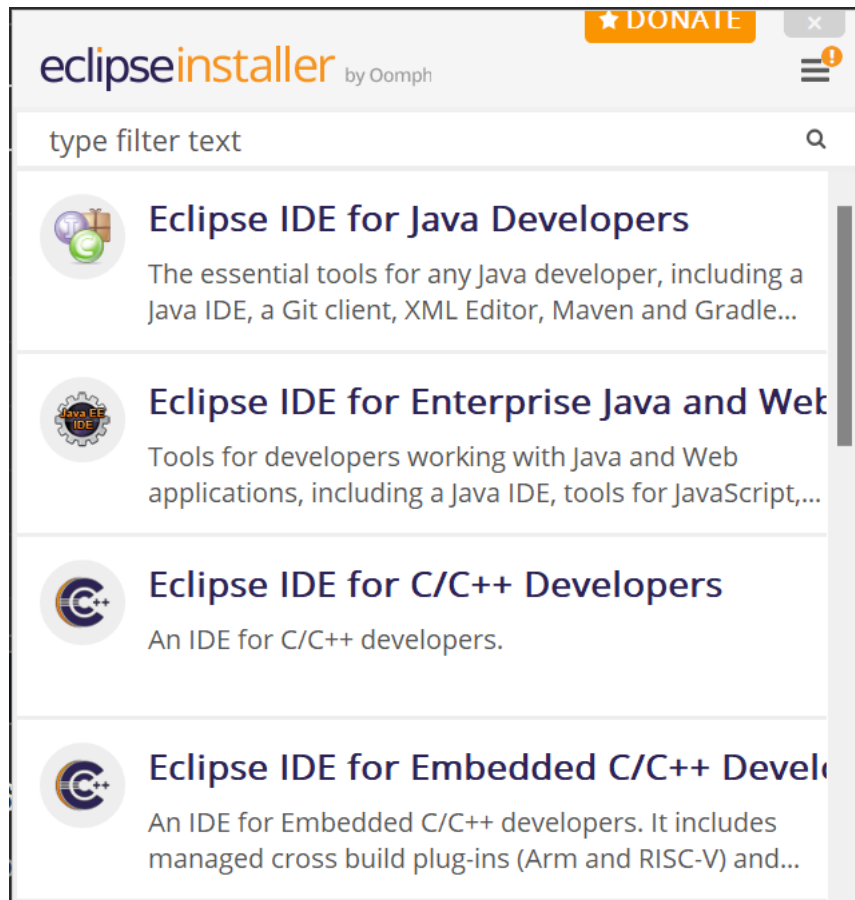 ★ DONATE
×
eclipseinstaller by Oomph
!
type filter text
Eclipse IDE for Java Developers
The essential tools for any Java developer, including a
Java IDE, a Git client, XML Editor, Maven and Gradle...
Java EE
IDE
Eclipse IDE for Enterprise Java and Web
Tools for developers working with Java and Web
applications, including a Java IDE, tools for JavaScript,...
C++
Eclipse IDE for C/C++ Developers
An IDE for C/C++ developers.
C++
Eclipse IDE for Embedded C/C++ Develo
An IDE for Embedded C/C++ developers. It includes
managed cross build plug-ins (Arm and RISC-V) and...